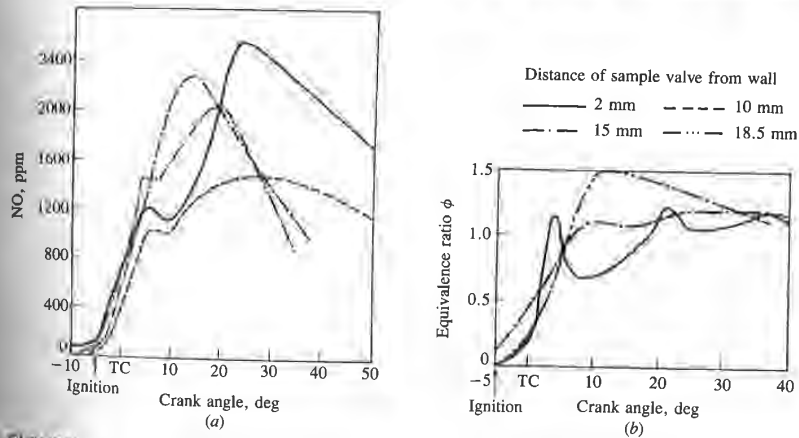 NO, ppm
2400
2000
1600
1200
800
400
0
−10 TC 10 20 30 40 50
Ignition
Crank angle, deg
(a)
Distance of sample valve from wall
2 mm 10 mm
15 mm 18.5 mm
Equivalence ratio ϕ
1.5
1.0
0.5
0
−5 TC 10 20 30 40
Ignition
Crank angle, deg
(b)